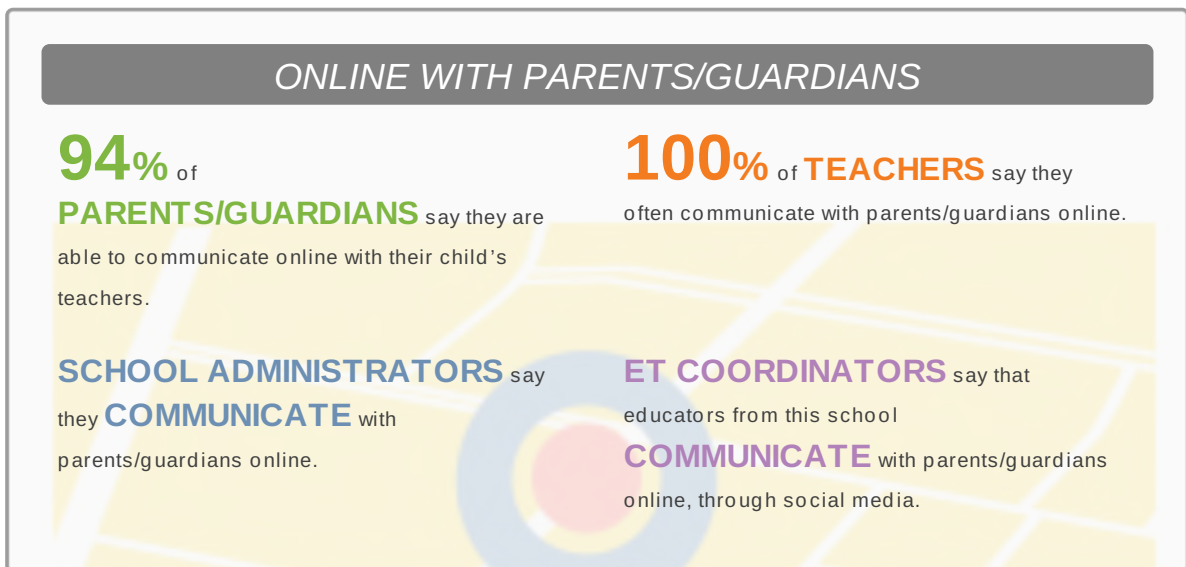 ONLINE WITH PARENTS/GUARDIANS
94% of
PARENTS/GUARDIANS say they are
able to communicate online with their child’s
teachers.
100% of TEACHERS say they
often communicate with parents/guardians online.
SCHOOL ADMINISTRATORS say
they COMMUNICATE with
parents/guardians online.
ET COORDINATORS say that
educators from this school
COMMUNICATE with parents/guardians
online, through social media.